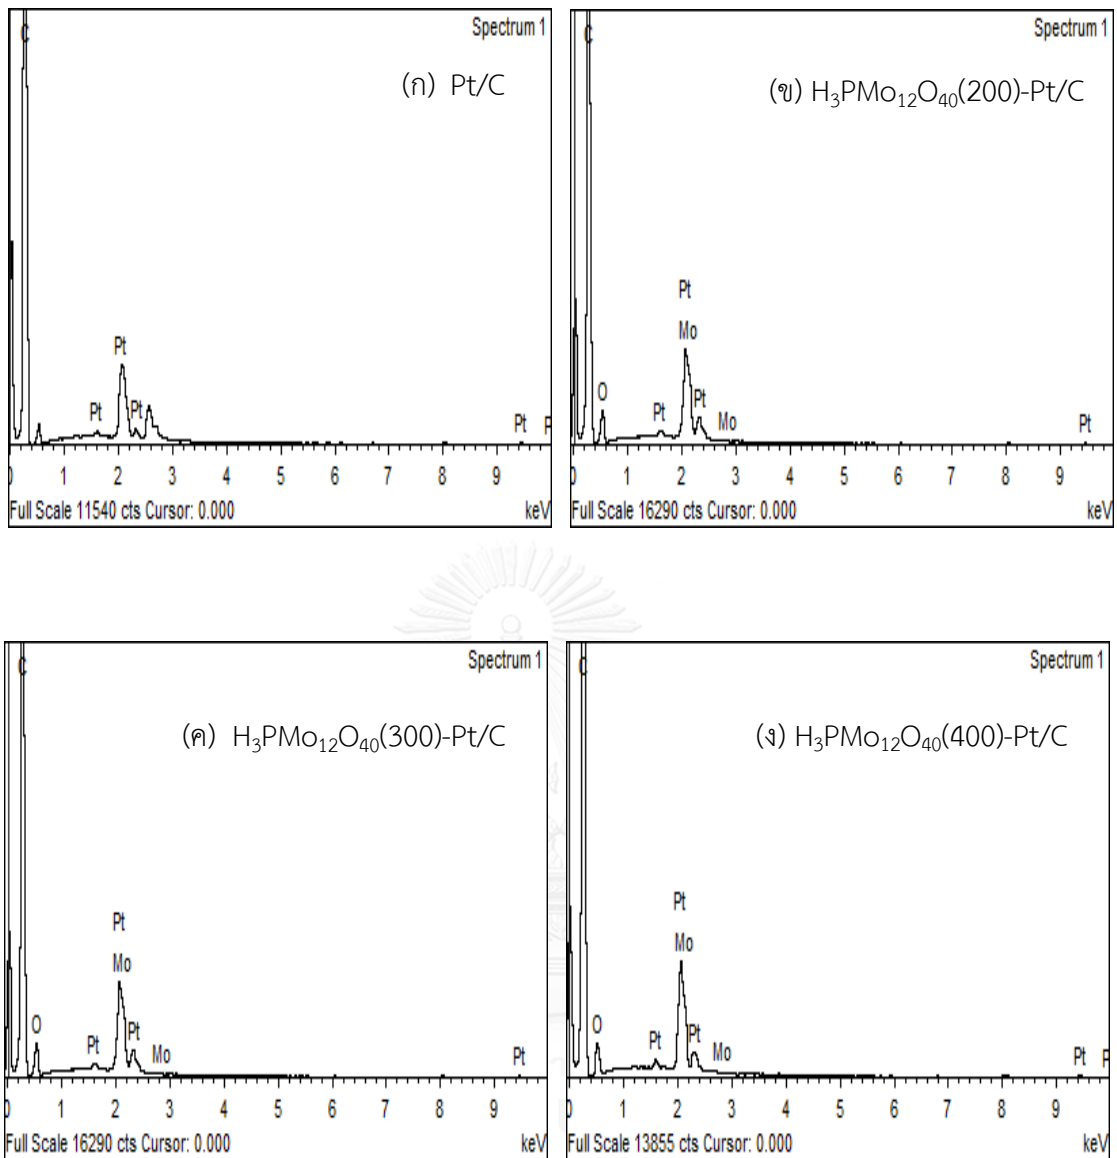 Spectrum 1
C
(ก) Pt/C
Pt
Pt Pt
Pt P
0 1 2 3 4 5 6 7 8 9
Full Scale 11540 cts Cursor: 0.000 keV
Spectrum 1
C
(ข) H₃PMo₁₂O₄₀(200)-Pt/C
Pt
Mo
O Pt
Pt Mo Pt
0 1 2 3 4 5 6 7 8 9
Full Scale 16290 cts Cursor: 0.000 keV
Spectrum 1
C
(ค) H₃PMo₁₂O₄₀(300)-Pt/C
Pt
Mo
O Pt
Pt Mo Pt
0 1 2 3 4 5 6 7 8 9
Full Scale 16290 cts Cursor: 0.000 keV
Spectrum 1
C
(ง) H₃PMo₁₂O₄₀(400)-Pt/C
Pt
Mo
O Pt
Pt Mo Pt P
0 1 2 3 4 5 6 7 8 9
Full Scale 13855 cts Cursor: 0.000 keV